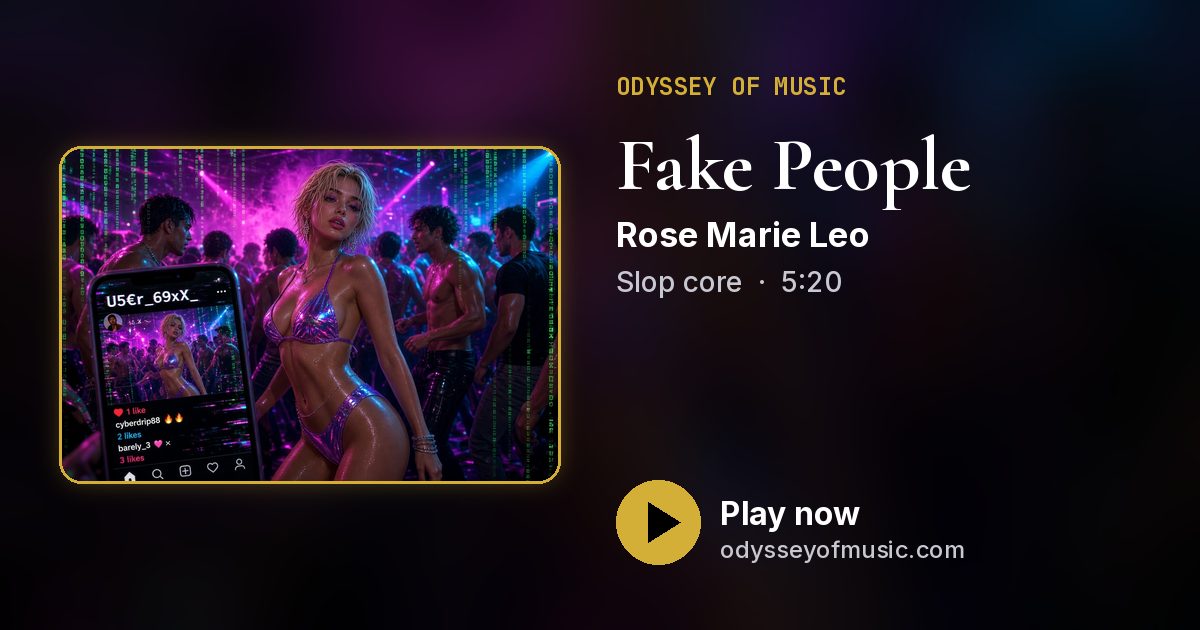 ODYSSEY OF MUSIC
Fake People
Rose Marie Leo
Slop core · 5:20
U5€r_69xX_
1 like
cyberdrip88 🔥🔥
2 likes
barely_3 💗 ×
3 likes
Play now
odysseyofmusic.com